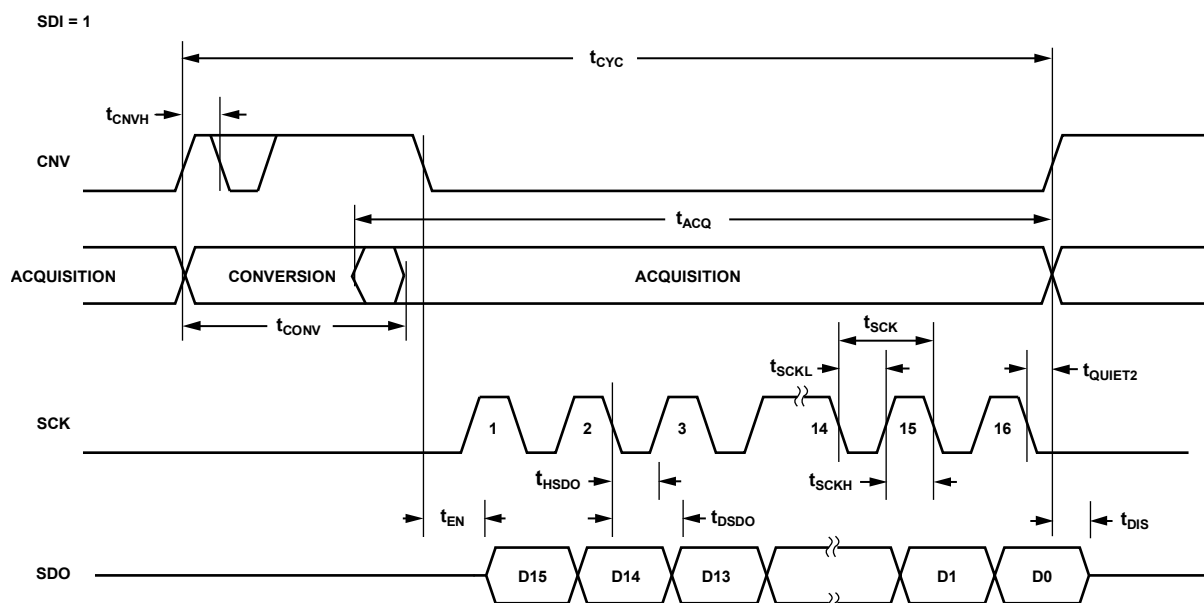 SDI = 1
tCYC
tCNVH
CNV
tACQ
ACQUISITION CONVERSION ACQUISITION
tCONV
tSCK
tSCKL
tQUIET2
SCK 1 2 3 14 15 16
tHSDO
tSCKH
tEN
tDSDO
tDIS
SDO D15 D14 D13 D1 D0